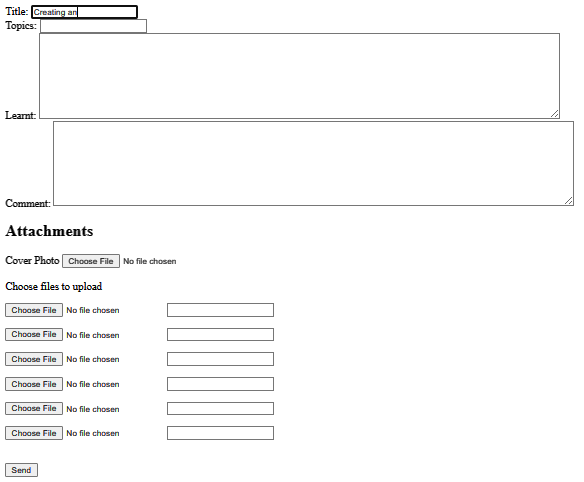 Title: Creating an
Topics:
Learnt:
Comment:
Attachments
Cover Photo Choose File No file chosen
Choose files to upload
Choose File No file chosen
Choose File No file chosen
Choose File No file chosen
Choose File No file chosen
Choose File No file chosen
Choose File No file chosen
Send